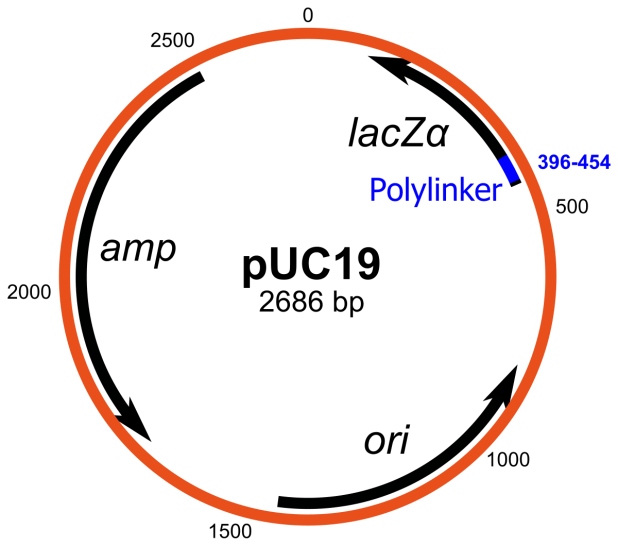 0
2500
lacZα
396-454
Polylinker
500
amp
pUC19
2686 bp
2000
ori
1000
1500